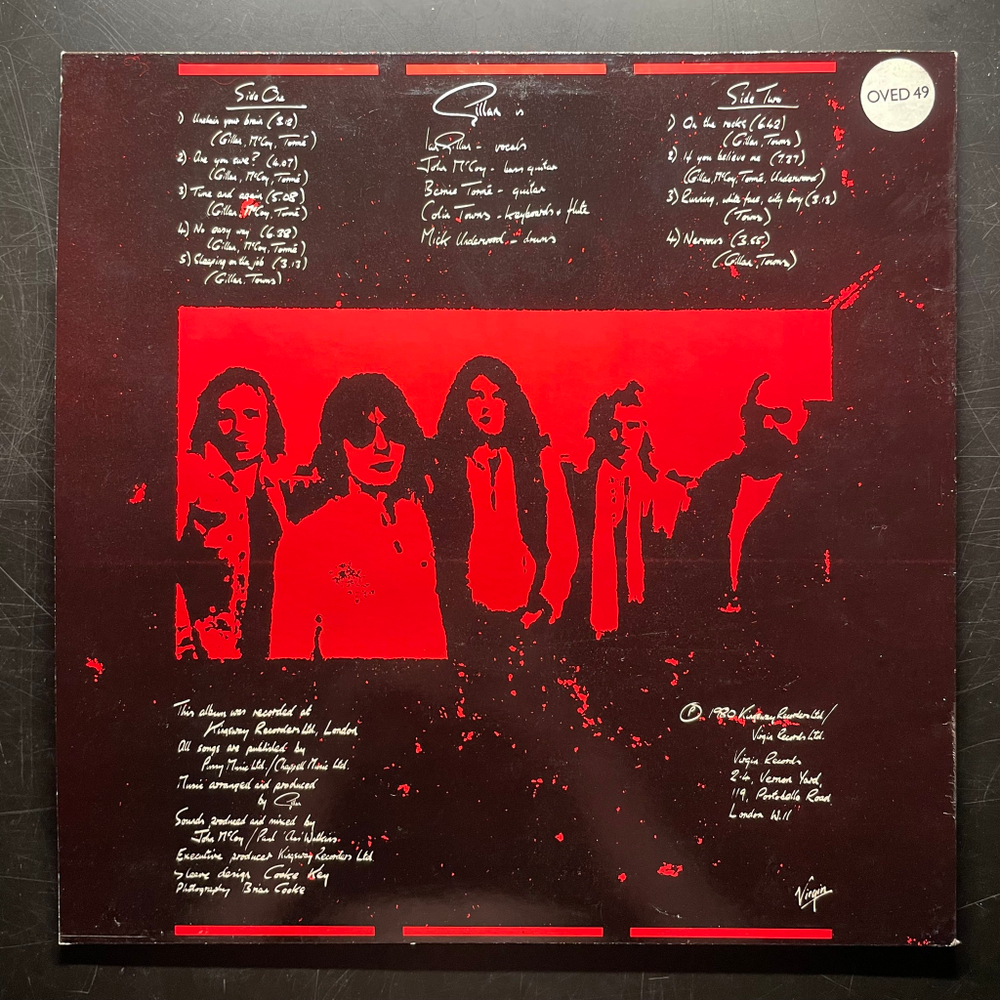 Side One
1) Unchain your brain (3.12)
(Gillan, McCoy, Tormé)
2) Are you sure? (4.07)
(Gillan, McCoy, Tormé)
3) Time and again (5.08)
(Gillan, McCoy, Tormé)
4) No easy way (6.38)
(Gillan, McCoy, Tormé)
5) Sleeping on the job (3.13)
(Gillan, Towns)
Gillan is
Ian Gillan - vocals
John McCoy - bass guitar
Bernie Tormé - guitar
Colin Towns - keyboards + flute
Mick Underwood - drums
Side Two
1) On the rocks (6.42)
(Gillan, Towns)
2) If you believe me (7.27)
(Gillan, McCoy, Tormé, Underwood)
3) Running, white face, city boy (3.13)
(Towns)
4) Nervous (3.55)
(Gillan, Towns)
OVED 49
This album was recorded at
Kingsway Recorders Ltd, London
All songs are published by
Pussy Music Ltd. / Chappell Music Ltd.
Music arranged and produced
by Gillan
Sounds produced and mixed by
John McCoy / Paul 'Chas' Watkins.
Executive producer Kingsway Recorders Ltd.
Sleeve design Cooke Key
Photography Brian Cooke
Ⓟ 1980 Kingsway Recorders Ltd /
Virgin Records Ltd.
Virgin Records
2-4, Vernon Yard,
119, Portobello Road
London W.11
Virgin